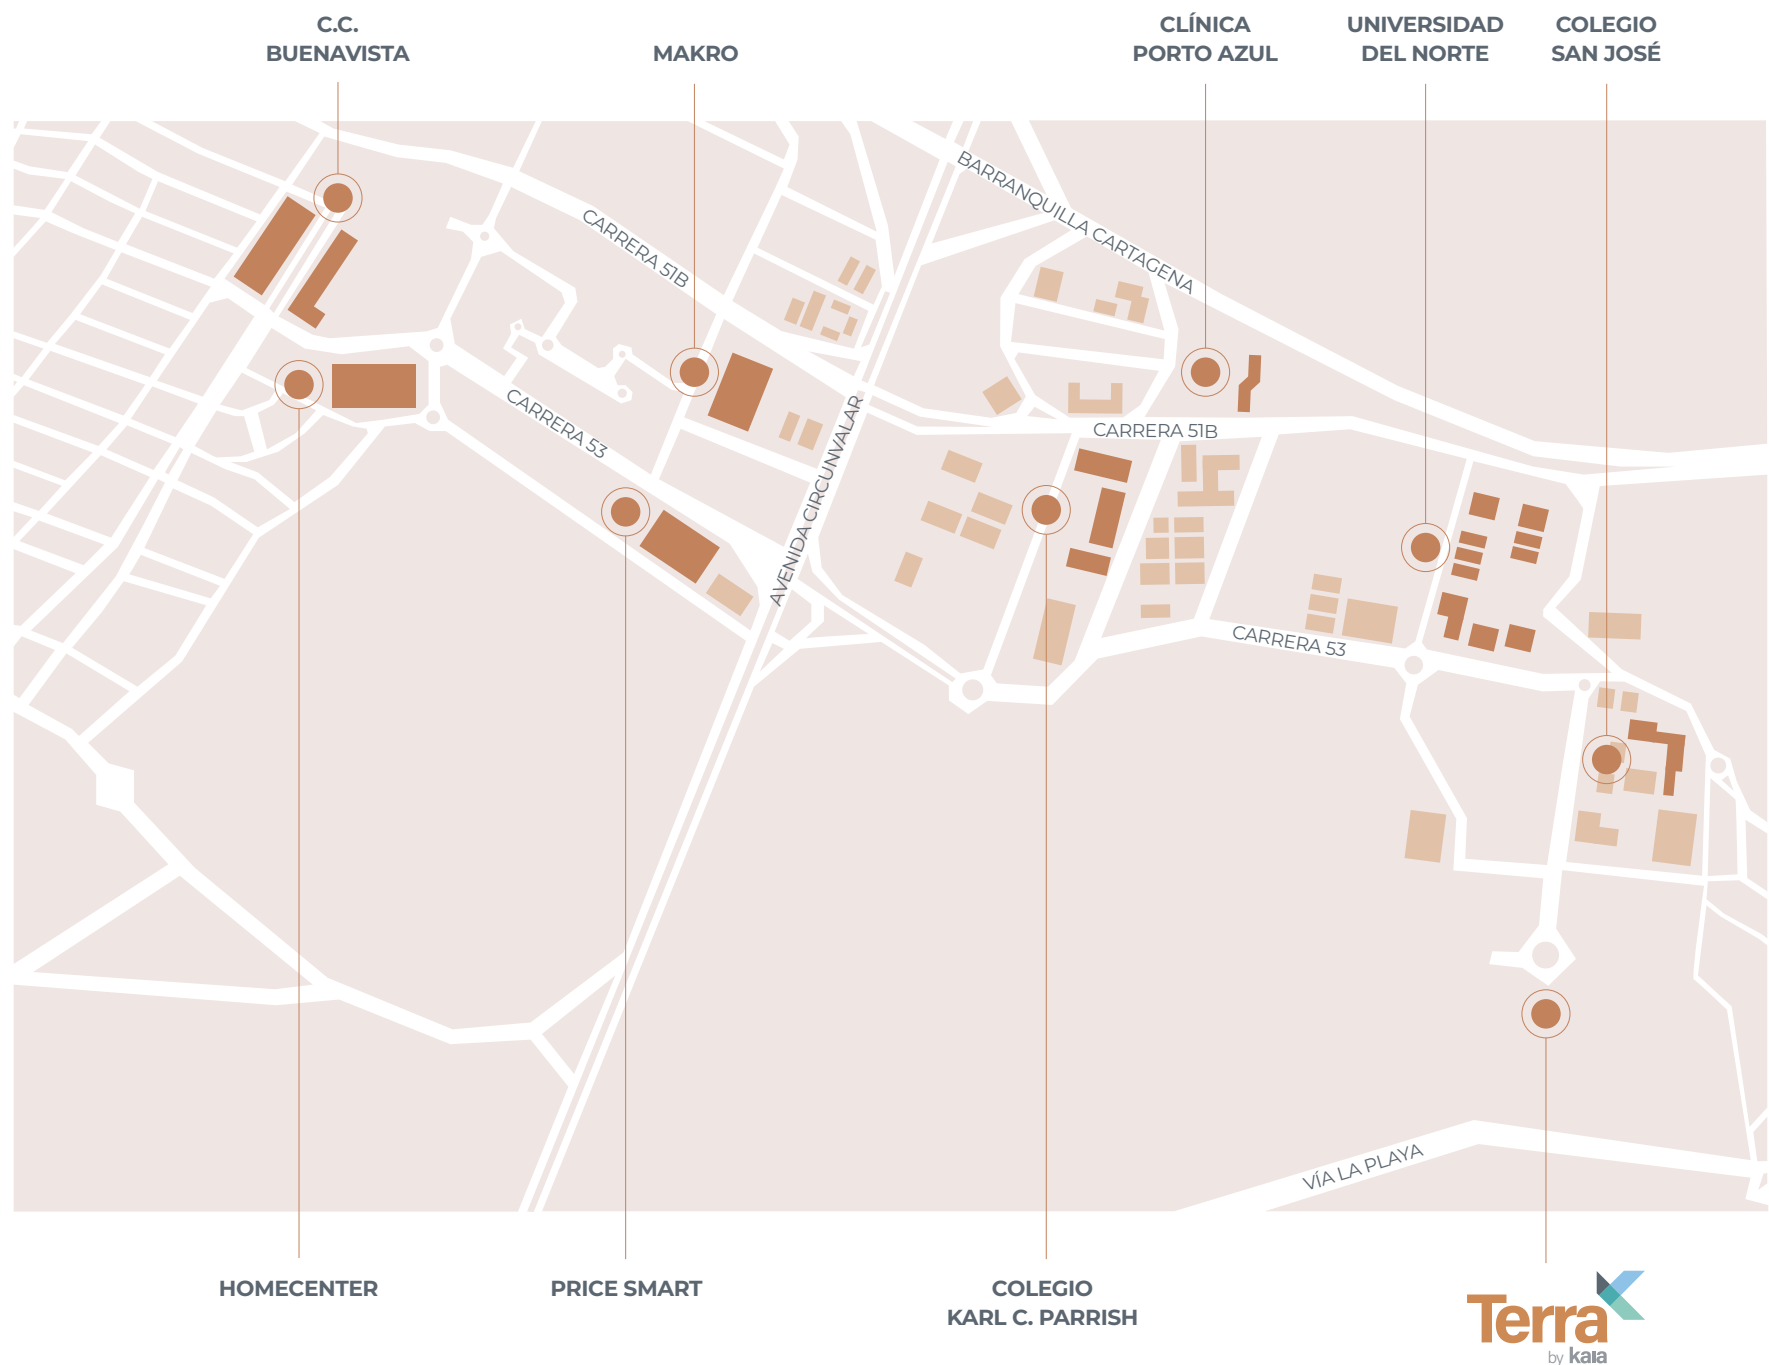 C.C.
BUENAVISTA
MAKRO
CLÍNICA
PORTO AZUL
UNIVERSIDAD
DEL NORTE
COLEGIO
SAN JOSÉ
BARRANQUILLA CARTAGENA
CARRERA 51B
CARRERA 53
AVENIDA CIRCUNVALAR
CARRERA 51B
CARRERA 53
VÍA LA PLAYA
HOMECENTER
PRICE SMART
COLEGIO
KARL C. PARRISH
Terra
by kaia